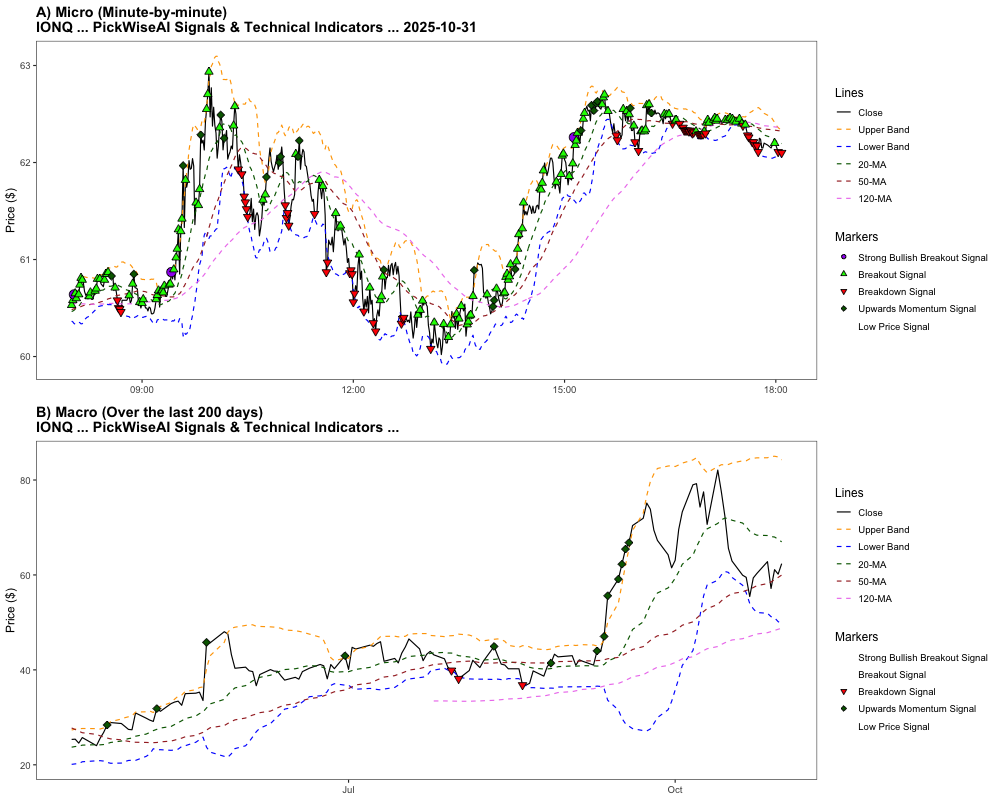 A) Micro (Minute-by-minute)
IONQ ... PickWiseAI Signals & Technical Indicators ... 2025-10-31
63
62
61
60
Price ($)
09:00
12:00
15:00
18:00
Lines
Close
Upper Band
Lower Band
20-MA
50-MA
120-MA
Markers
Strong Bullish Breakout Signal
Breakout Signal
Breakdown Signal
Upwards Momentum Signal
Low Price Signal
B) Macro (Over the last 200 days)
IONQ ... PickWiseAI Signals & Technical Indicators ...
80
60
40
20
Price ($)
Jul
Oct
Lines
Close
Upper Band
Lower Band
20-MA
50-MA
120-MA
Markers
Strong Bullish Breakout Signal
Breakout Signal
Breakdown Signal
Upwards Momentum Signal
Low Price Signal